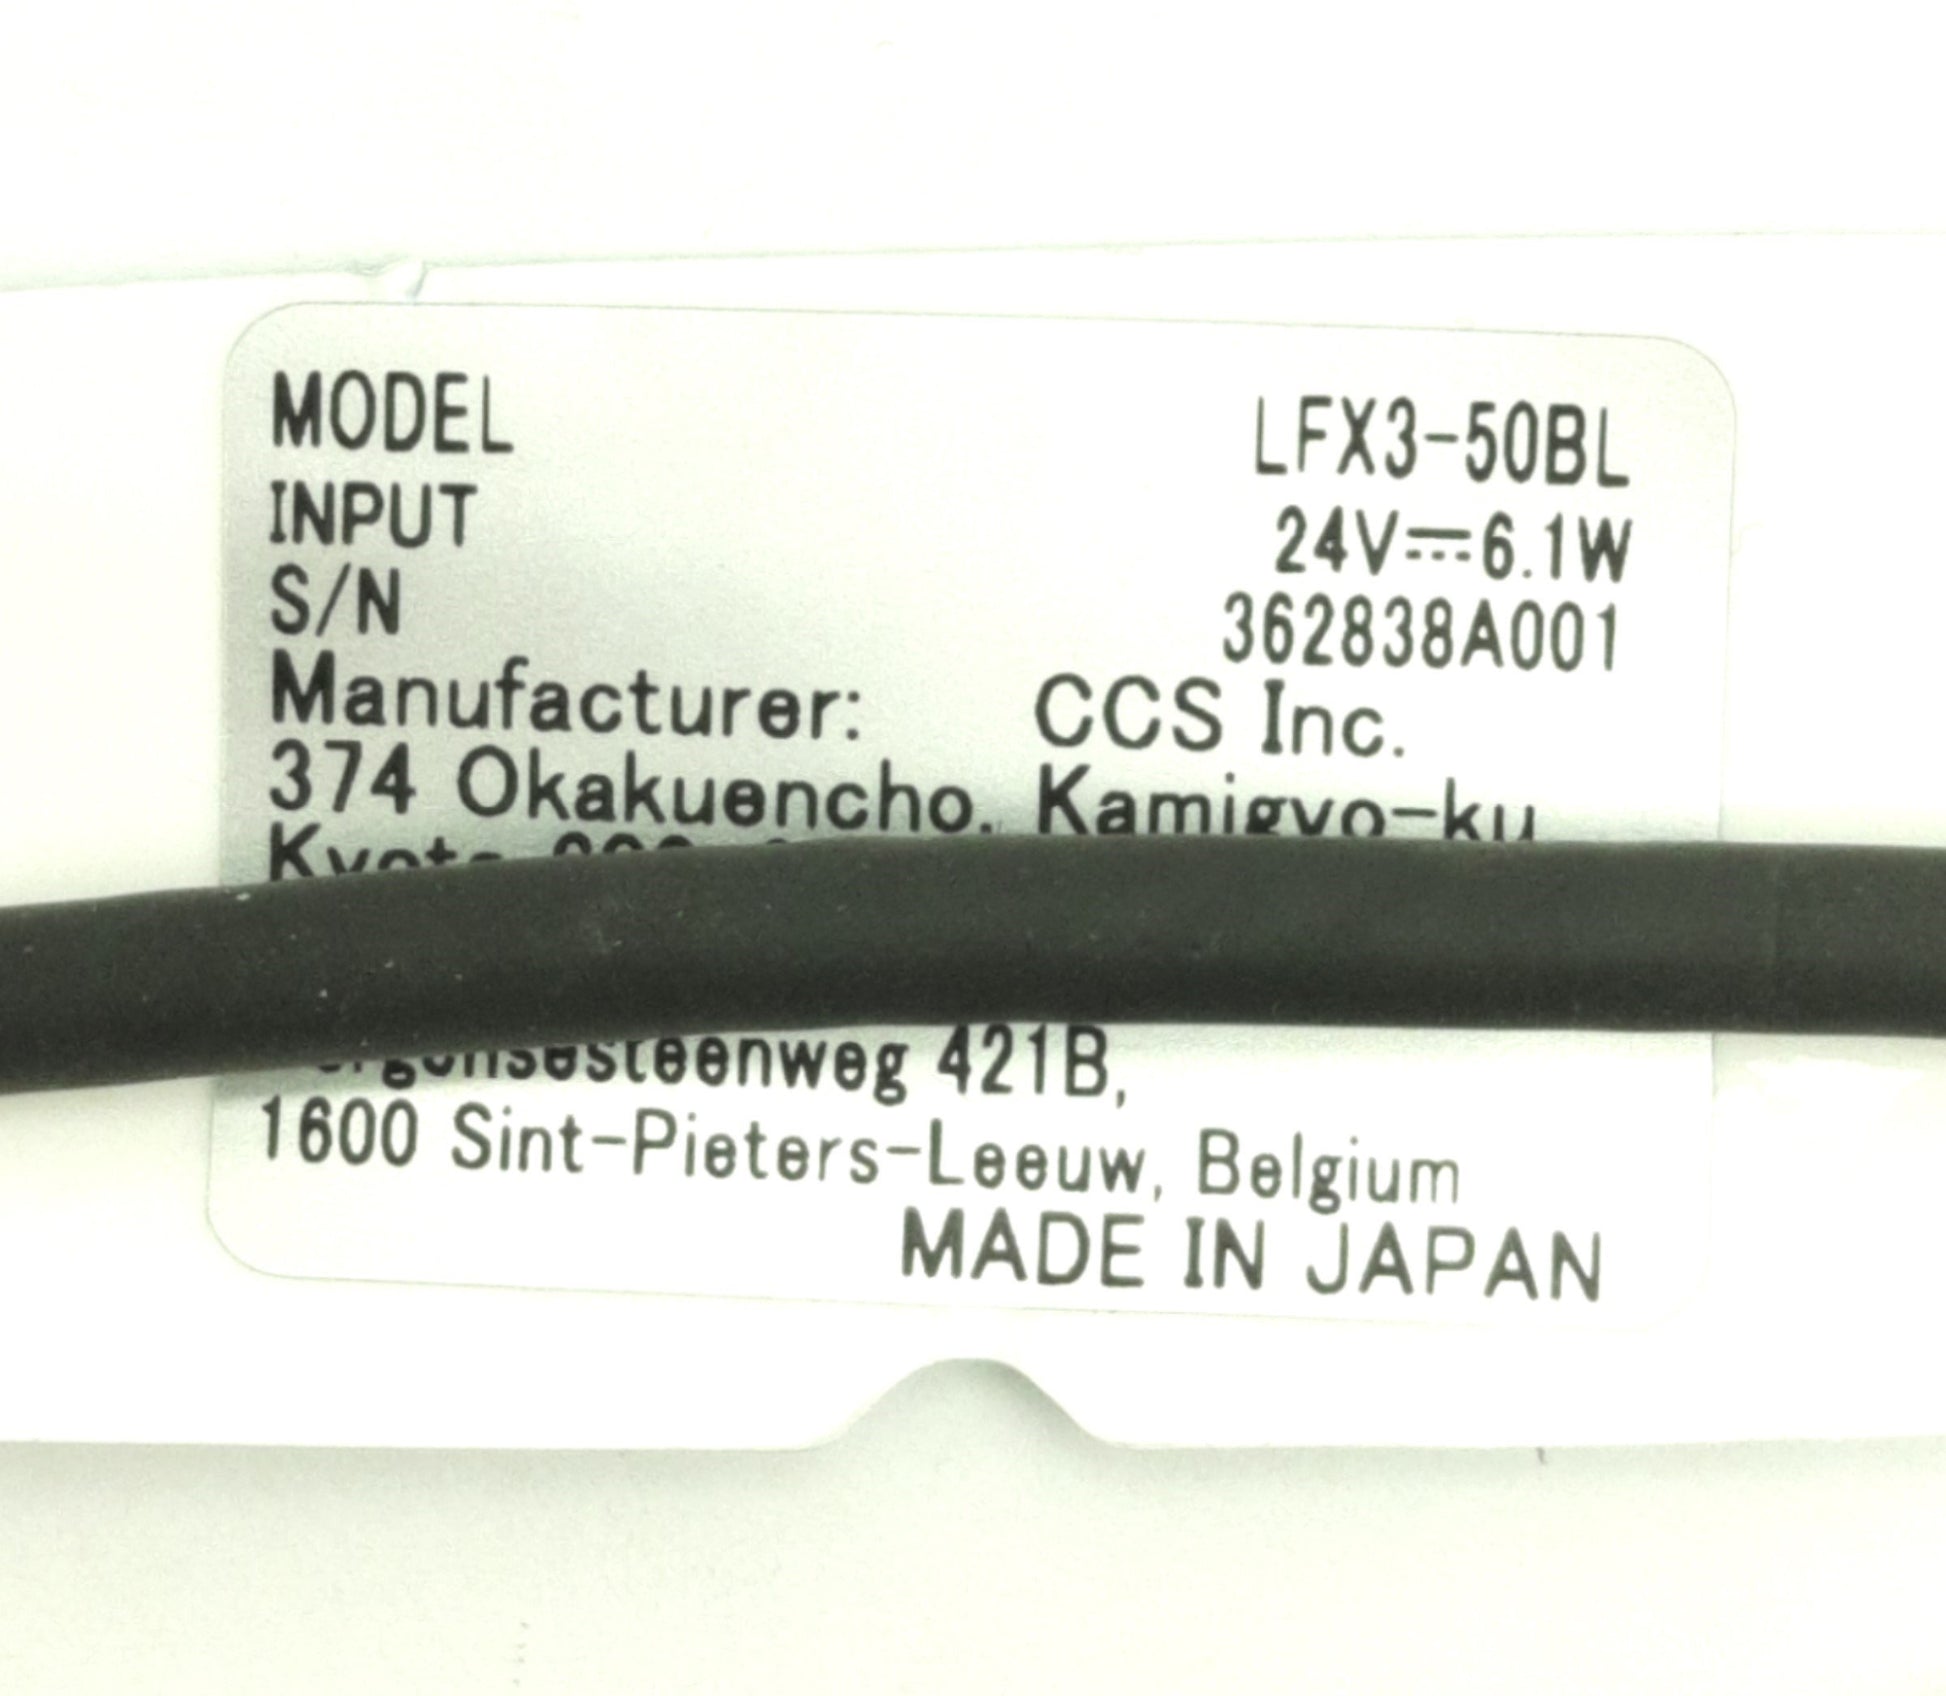 MODEL LFX3-50BL
INPUT 24V⎓6.1W
S/N 362838A001
Manufacturer: CCS Inc.
374 Okakuencho, Kamigyo-ku
421B,
1600 Sint-Pieters-Leeuw, Belgium
MADE IN JAPAN